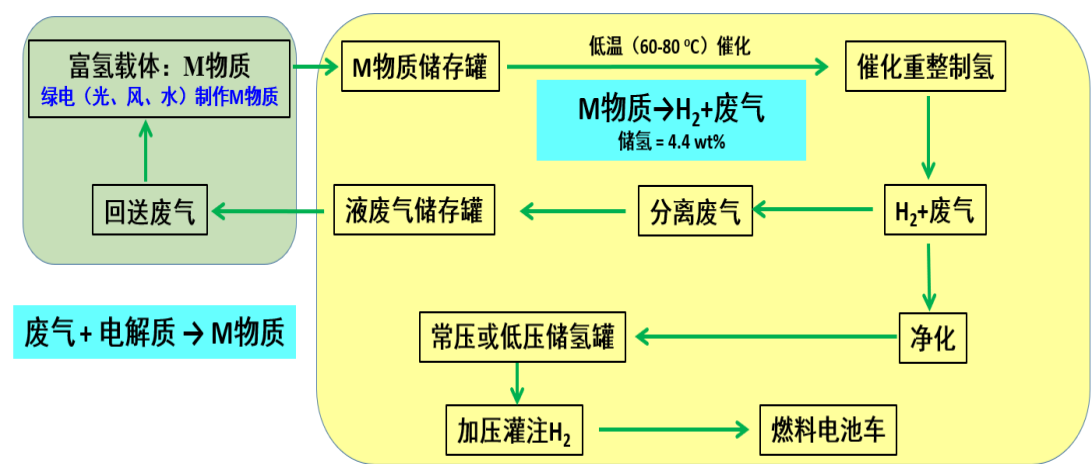 富氢载体：M物质
绿电（光、风、水）制作M物质
M物质储存罐
低温（60-80 ℃）催化
催化重整制氢
M物质→H₂+废气
储氢 = 4.4 wt%
回送废气
液废气储存罐
分离废气
H₂+废气
废气 + 电解质 → M物质
常压或低压储氢罐
净化
加压灌注H₂
燃料电池车